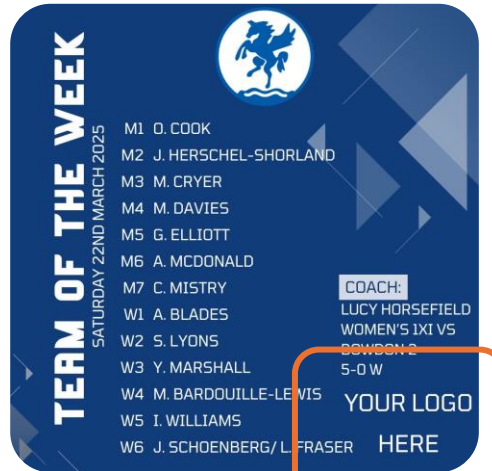 TEAM OF THE WEEK
SATURDAY 22ND MARCH 2025
M1 O. COOK
M2 J. HERSCHEL-SHORLAND
M3 M. CRYER
M4 M. DAVIES
M5 G. ELLIOTT
M6 A. MCDONALD
M7 C. MISTRY
W1 A. BLADES
W2 S. LYONS
W3 Y. MARSHALL
W4 M. BARDOUILLE-LEWIS
W5 I. WILLIAMS
W6 J. SCHOENBERG/ L. FRASER
COACH:
LUCY HORSEFIELD
WOMEN'S 1XI VS
BOWDON 2
5-0 W
YOUR LOGO
HERE